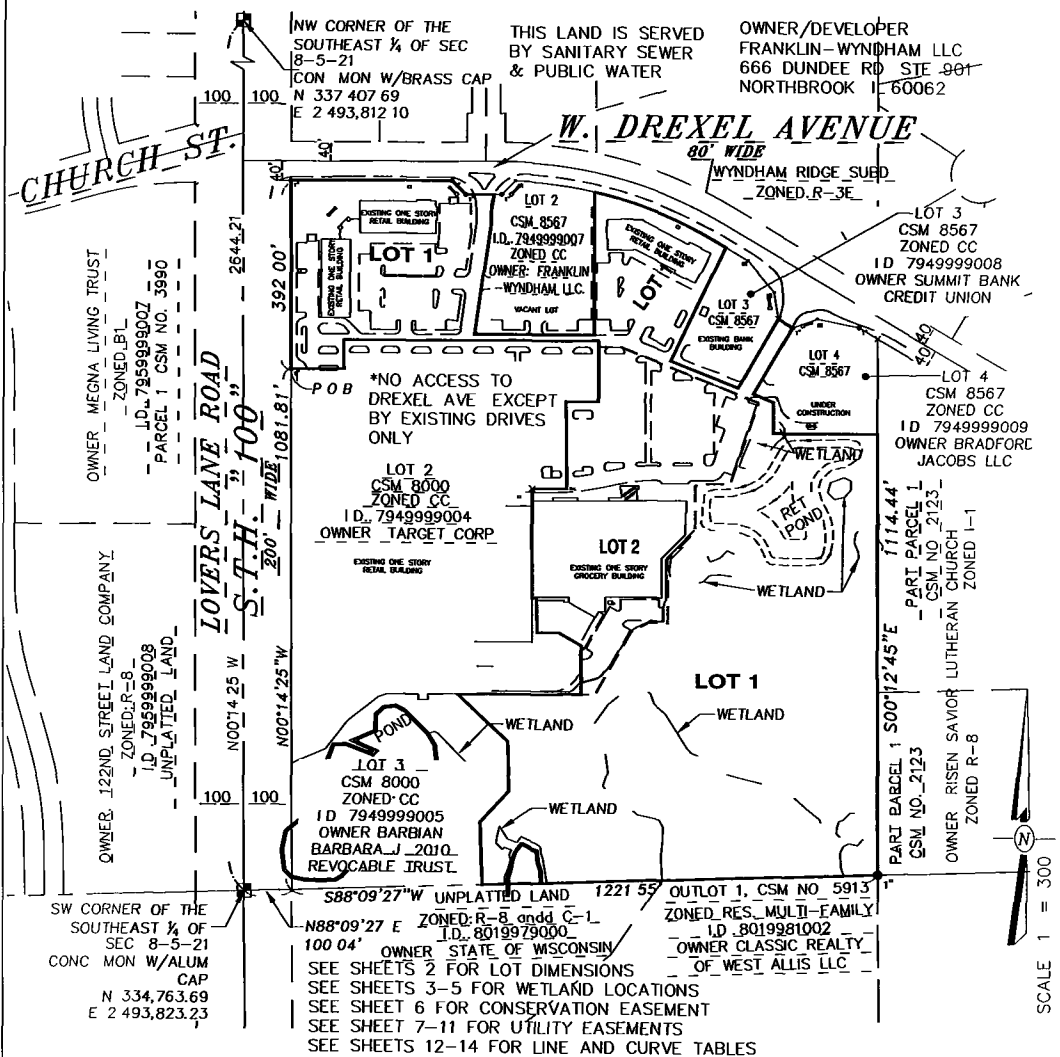 NW CORNER OF THE
SOUTHEAST ¼ OF SEC
8-5-21
CON MON W/BRASS CAP
N 337 407 69
E 2 493,812 10
THIS LAND IS SERVED
BY SANITARY SEWER
& PUBLIC WATER
OWNER/DEVELOPER
FRANKLIN-WYNDHAM LLC
666 DUNDEE RD STE 901
NORTHBROOK IL 60062
100 100
CHURCH ST.
W. DREXEL AVENUE
80' WIDE
WYNDHAM RIDGE SUBD
ZONED R-3E
40'
40'
LOT 3
CSM 8567
ZONED CC
ID 7949999008
OWNER SUMMIT BANK
CREDIT UNION
EXISTING ONE STORY
RETAIL BUILDING
EXISTING ONE STORY
RETAIL BUILDING
LOT 1
LOT 2
CSM 8567
I.D. 7949999007
ZONED CC
OWNER: FRANKLIN
-WYNDHAM LLC
VACANT LOT
EXISTING ONE STORY
RETAIL BUILDING
LOT
LOT 3
CSM 8567
EXISTING BANK
BUILDING
LOT 4
CSM 8567
UNDER
CONSTRUCTION
40 40
LOT 4
CSM 8567
ZONED CC
ID 7949999009
OWNER BRADFORD
JACOBS LLC
OWNER MEGNA LIVING TRUST
ZONED B1
I.D. 7959999007
PARCEL 1 CSM NO. 3990
2644.21
392 00'
POB
1081.81'
LOVERS LANE ROAD
S.T.H. "100"
200' WIDE
*NO ACCESS TO
DREXEL AVE EXCEPT
BY EXISTING DRIVES
ONLY
LOT 2
CSM 8000
ZONED CC
I.D. 7949999004
OWNER TARGET CORP
EXISTING ONE STORY
RETAIL BUILDING
LOT 2
EXISTING ONE STORY
GROCERY BUILDING
WETLAND
RET
POND
WETLAND
1114.44'
S00°12'45"E
PART PARCEL 1
CSM NO 2123
OWNER RISEN SAVIOR LUTHERAN CHURCH
ZONED I-1
OWNER 122ND STREET LAND COMPANY
ZONED: R-8
I.D. 7959999008
UNPLATTED LAND
N00°14 25 W
N00°14'25"W
LOT 1
WETLAND
WETLAND
POND
LOT 3
CSM 8000
ZONED CC
ID 7949999005
OWNER BARBIAN
BARBARA J 2010
REVOCABLE TRUST
WETLAND
100 100
PART BARCEL 1
CSM NO. 2123
ZONED R-8
N
SCALE 1 = 300
SW CORNER OF THE
SOUTHEAST ¼ OF
SEC 8-5-21
CONC MON W/ALUM
CAP
N 334,763.69
E 2 493,823.23
N88°09'27 E
100 04'
S88°09'27"W UNPLATTED LAND 1221 55
ZONED: R-8 andd C-1
I.D. 8019979000
OWNER STATE OF WISCONSIN
OUTLOT 1, CSM NO 5913
ZONED RES. MULTI-FAMILY
I.D 8019981002
OWNER CLASSIC REALTY
OF WEST ALLIS LLC
1"
SEE SHEETS 2 FOR LOT DIMENSIONS
SEE SHEETS 3-5 FOR WETLAND LOCATIONS
SEE SHEET 6 FOR CONSERVATION EASEMENT
SEE SHEET 7-11 FOR UTILITY EASEMENTS
SEE SHEETS 12-14 FOR LINE AND CURVE TABLES